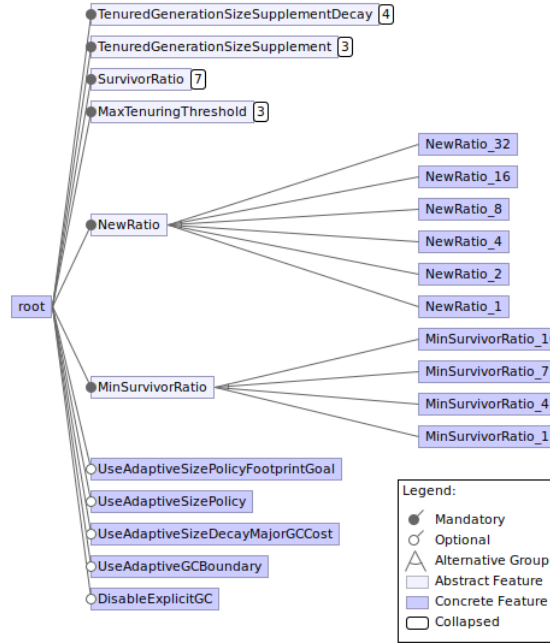 TenuredGenerationSizeSupplementDecay 4
TenuredGenerationSizeSupplement 3
SurvivorRatio 7
MaxTenuringThreshold 3
NewRatio_32
NewRatio_16
NewRatio_8
NewRatio
NewRatio_4
NewRatio_2
root
NewRatio_1
MinSurvivorRatio_1
MinSurvivorRatio_7
MinSurvivorRatio
MinSurvivorRatio_4
MinSurvivorRatio_1
UseAdaptiveSizePolicyFootprintGoal
UseAdaptiveSizePolicy
UseAdaptiveSizeDecayMajorGCCost
UseAdaptiveGCBoundary
DisableExplicitGC
Legend:
Mandatory
Optional
Alternative Group
Abstract Feature
Concrete Feature
Collapsed